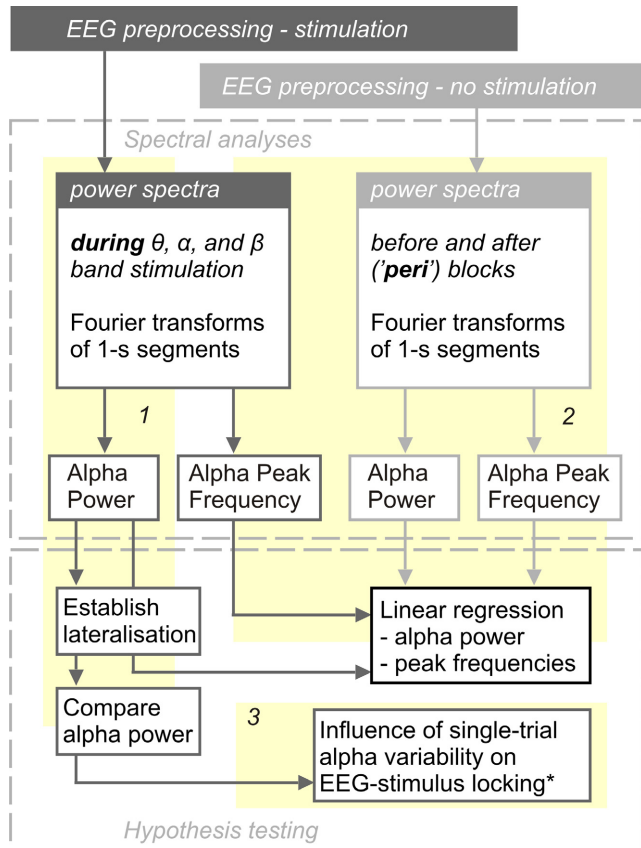 EEG preprocessing - stimulation
EEG preprocessing - no stimulation
Spectral analyses
power spectra
during θ, α, and β
band stimulation
Fourier transforms
of 1-s segments
power spectra
before and after
('peri') blocks
Fourier transforms
of 1-s segments
1
2
Alpha
Power
Alpha Peak
Frequency
Alpha
Power
Alpha Peak
Frequency
Establish
lateralisation
Linear regression
- alpha power
- peak frequencies
Compare
alpha power
3
Influence of single-trial
alpha variability on
EEG-stimulus locking*
Hypothesis testing